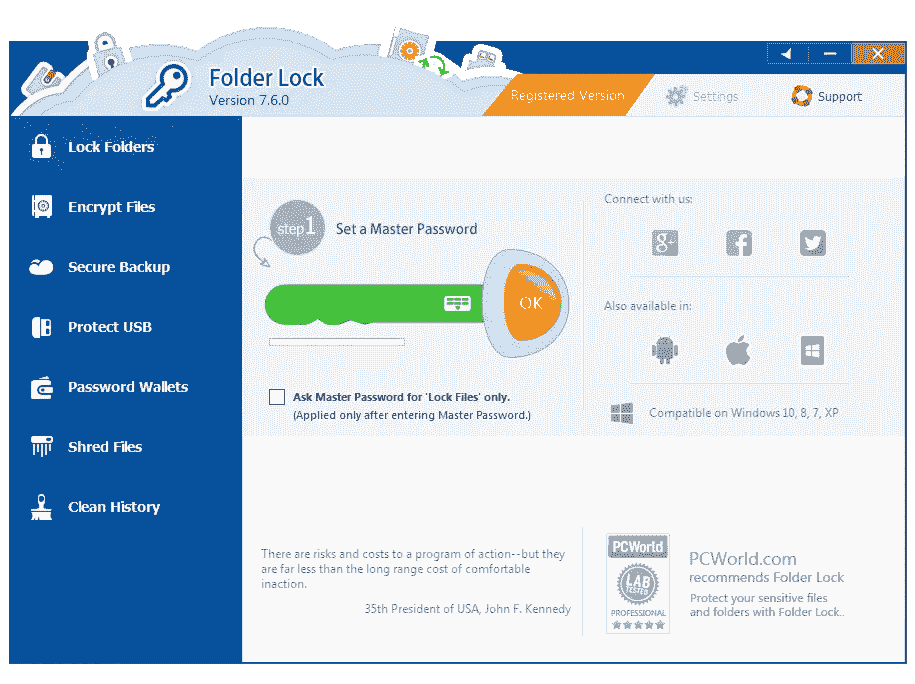 Folder Lock
Version 7.6.0
Registered Version
Settings
Support
Lock Folders
Encrypt Files
Secure Backup
Protect USB
Password Wallets
Shred Files
Clean History
step1
Set a Master Password
OK
Ask Master Password for 'Lock Files' only.
(Applied only after entering Master Password.)
Connect with us:
g+
f
Also available in:
Compatible on Windows 10, 8, 7, XP
There are risks and costs to a program of action--but they
are far less than the long range cost of comfortable
inaction.
35th President of USA, John F. Kennedy
PCWorld
LAB
TESTED
PROFESSIONAL
PCWorld.com
recommends Folder Lock
Protect your sensitive files
and folders with Folder Lock..